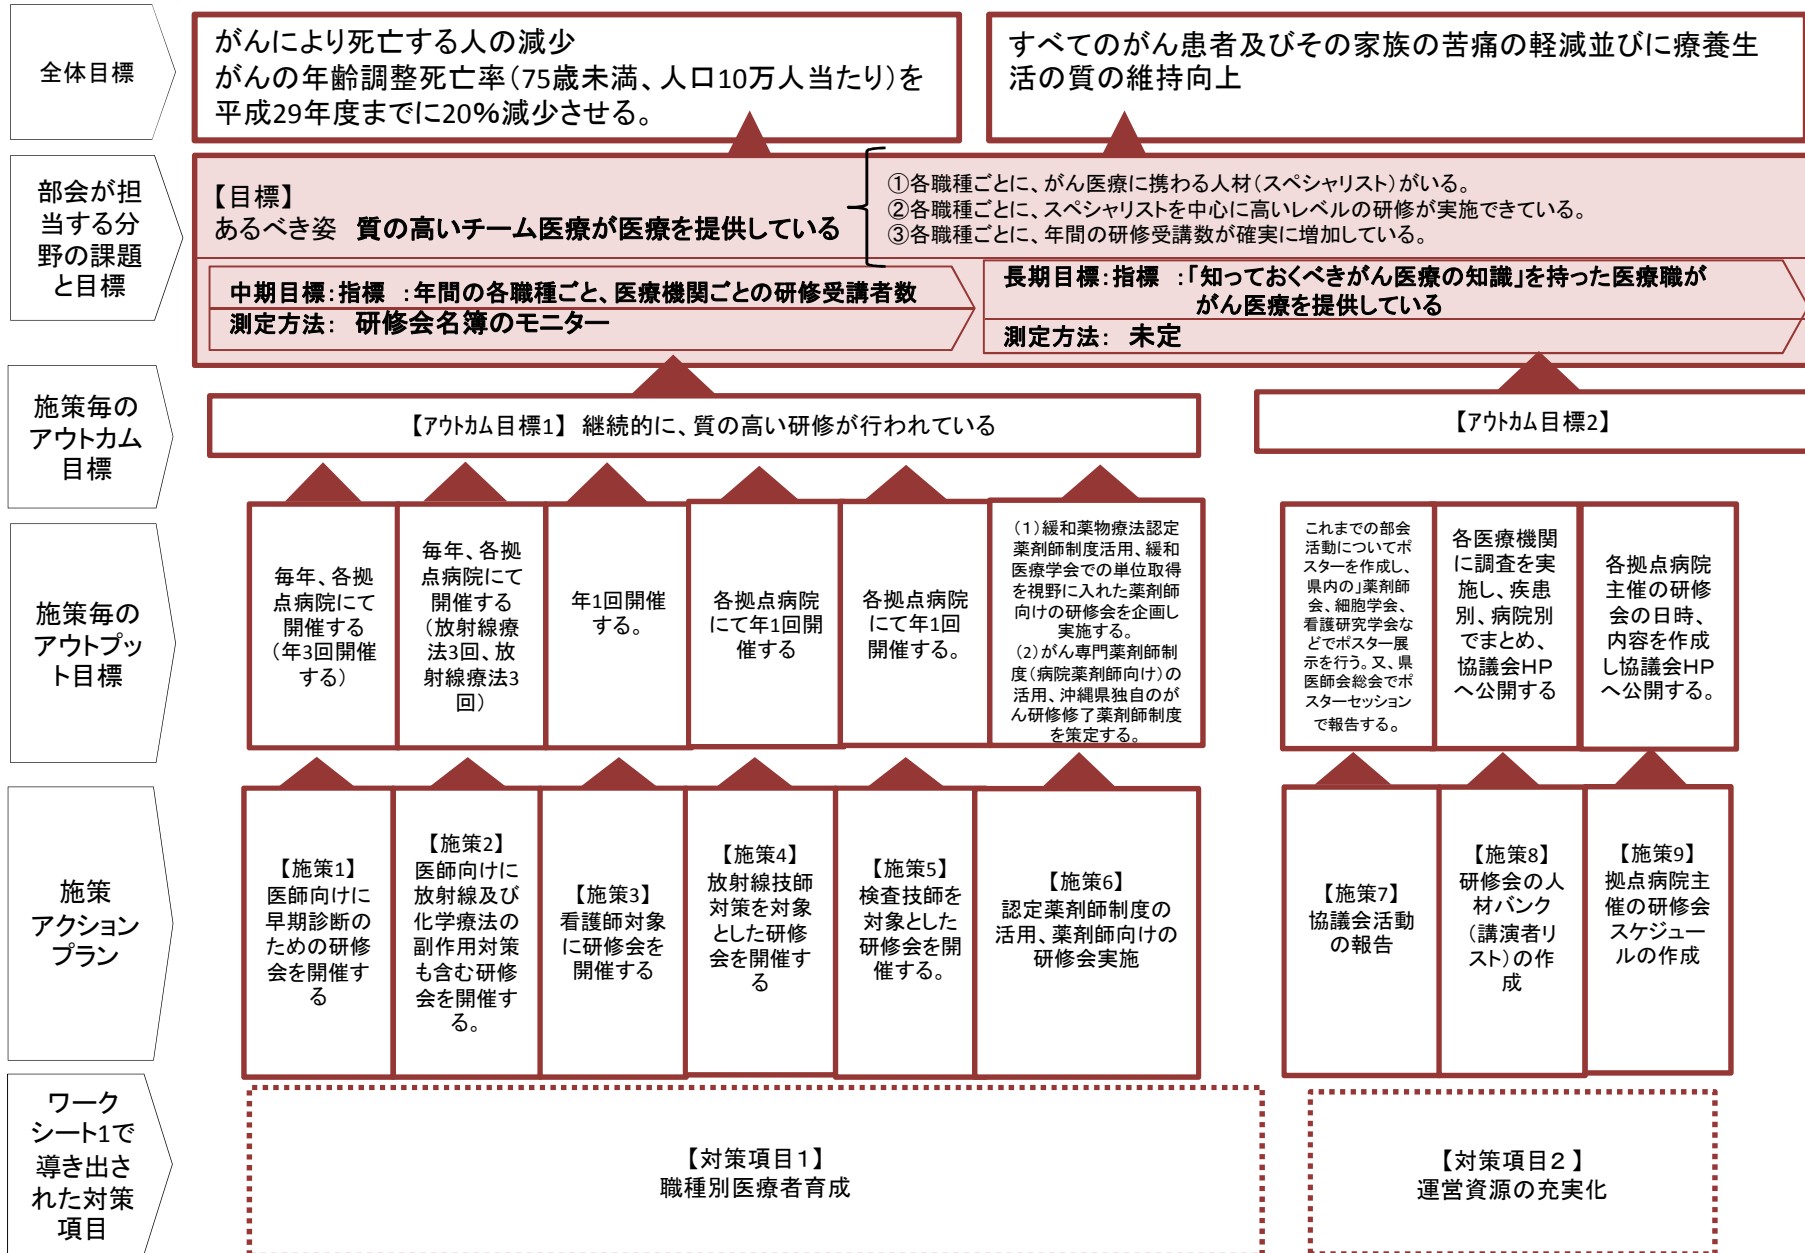 全体目標
がんにより死亡する人の減少
がんの年齢調整死亡率(75歳未満、人口10万人当たり)を
平成29年度までに20%減少させる。
すべてのがん患者及びその家族の苦痛の軽減並びに療養生
活の質の維持向上
部会が担
当する分
野の課題
と目標
【目標】
あるべき姿 質の高いチーム医療が医療を提供している
①各職種ごとに、がん医療に携わる人材(スペシャリスト)がいる。
②各職種ごとに、スペシャリストを中心に高いレベルの研修が実施できている。
③各職種ごとに、年間の研修受講数が確実に増加している。
中期目標:指標 :年間の各職種ごと、医療機関ごとの研修受講者数
測定方法: 研修会名簿のモニター
長期目標:指標 :「知っておくべきがん医療の知識」を持った医療職が
がん医療を提供している
測定方法: 未定
施策毎の
アウトカム
目標
【アウトカム目標1】 継続的に、質の高い研修が行われている
【アウトカム目標2】
施策毎の
アウトプッ
ト目標
毎年、各拠
点病院にて
開催する
(年3回開催
する)
毎年、各拠
点病院にて
開催する
(放射線療
法3回、放
射線療法3
回)
年1回開催
する。
各拠点病院
にて年1回開
催する
各拠点病院
にて年1回
開催する。
(1)緩和薬物療法認定
薬剤師制度活用、緩和
医療学会での単位取得
を視野に入れた薬剤師
向けの研修会を企画し
実施する。
(2)がん専門薬剤師制
度(病院薬剤師向け)の
活用、沖縄県独自のが
ん研修修了薬剤師制度
を策定する。
これまでの部会
活動についてポ
スターを作成し、
県内の」薬剤師
会、細胞学会、
看護研究学会な
どでポスター展
示を行う。又、県
医師会総会でポ
スターセッション
で報告する。
各医療機関
に調査を実
施し、疾患
別、病院別
でまとめ、
協議会HP
へ公開する
各拠点病院
主催の研修
会の日時、
内容を作成
し協議会HP
へ公開する。
施策
アクション
プラン
【施策1】
医師向けに
早期診断の
ための研修
会を開催す
る
【施策2】
医師向けに
放射線及び
化学療法の
副作用対策
も含む研修
会を開催す
る。
【施策3】
看護師対象
に研修会を
開催する
【施策4】
放射線技師
対策を対象
とした研修
会を開催す
る
【施策5】
検査技師を
対象とした
研修会を開
催する。
【施策6】
認定薬剤師制度の
活用、薬剤師向けの
研修会実施
【施策7】
協議会活動
の報告
【施策8】
研修会の人
材バンク
(講演者リ
スト)の作
成
【施策9】
拠点病院主
催の研修会
スケジュー
ルの作成
ワーク
シート1で
導き出さ
れた対策
項目
【対策項目1】
職種別医療者育成
【対策項目2 】
運営資源の充実化